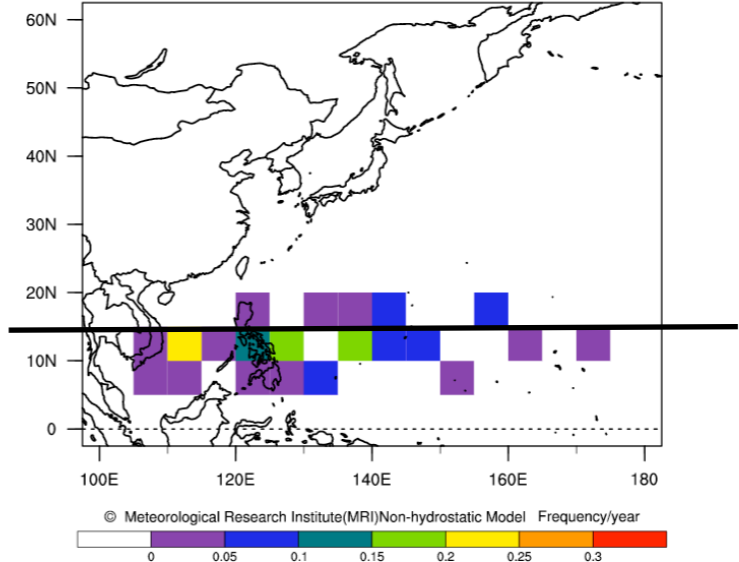 60N
50N
40N
30N
20N
10N
0
100E 120E 140E 160E 180
© Meteorological Research Institute(MRI)Non-hydrostatic Model Frequency/year
0 0.05 0.1 0.15 0.2 0.25 0.3